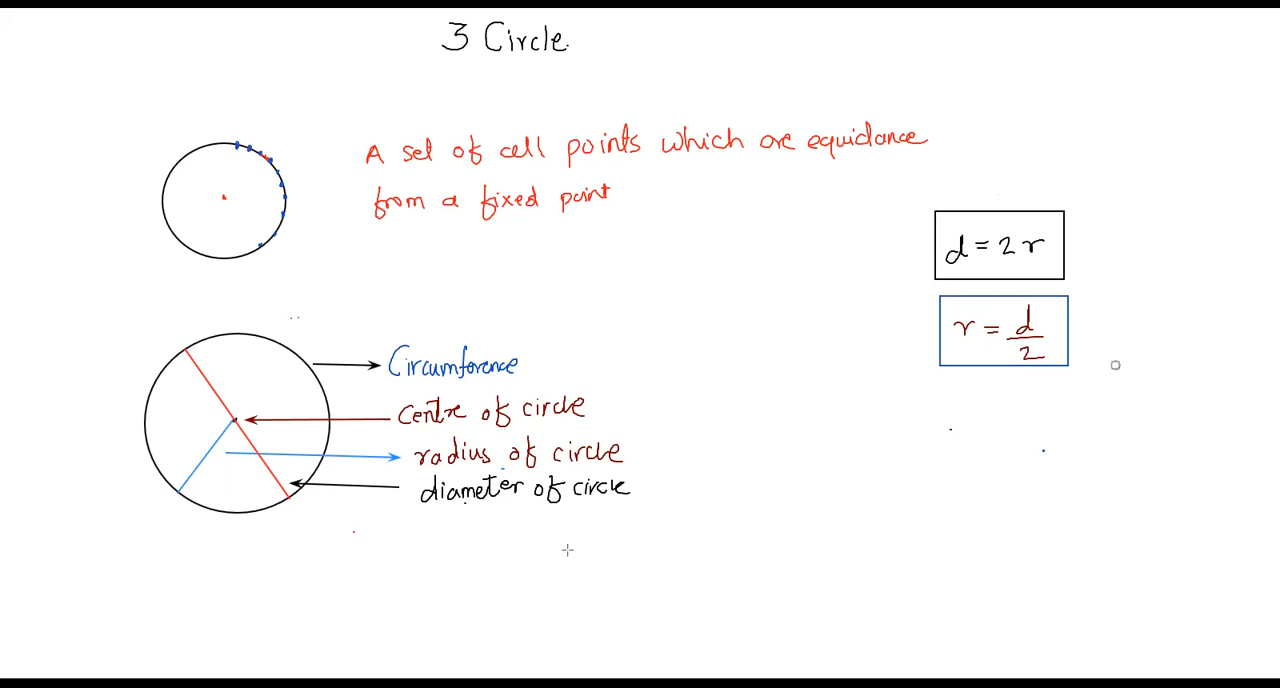 3 Circle.
A set of cell points which are equidance
from a fixed point
d = 2r
r = d/2
Circumference
Centre of circle
radius of circle
diameter of circle